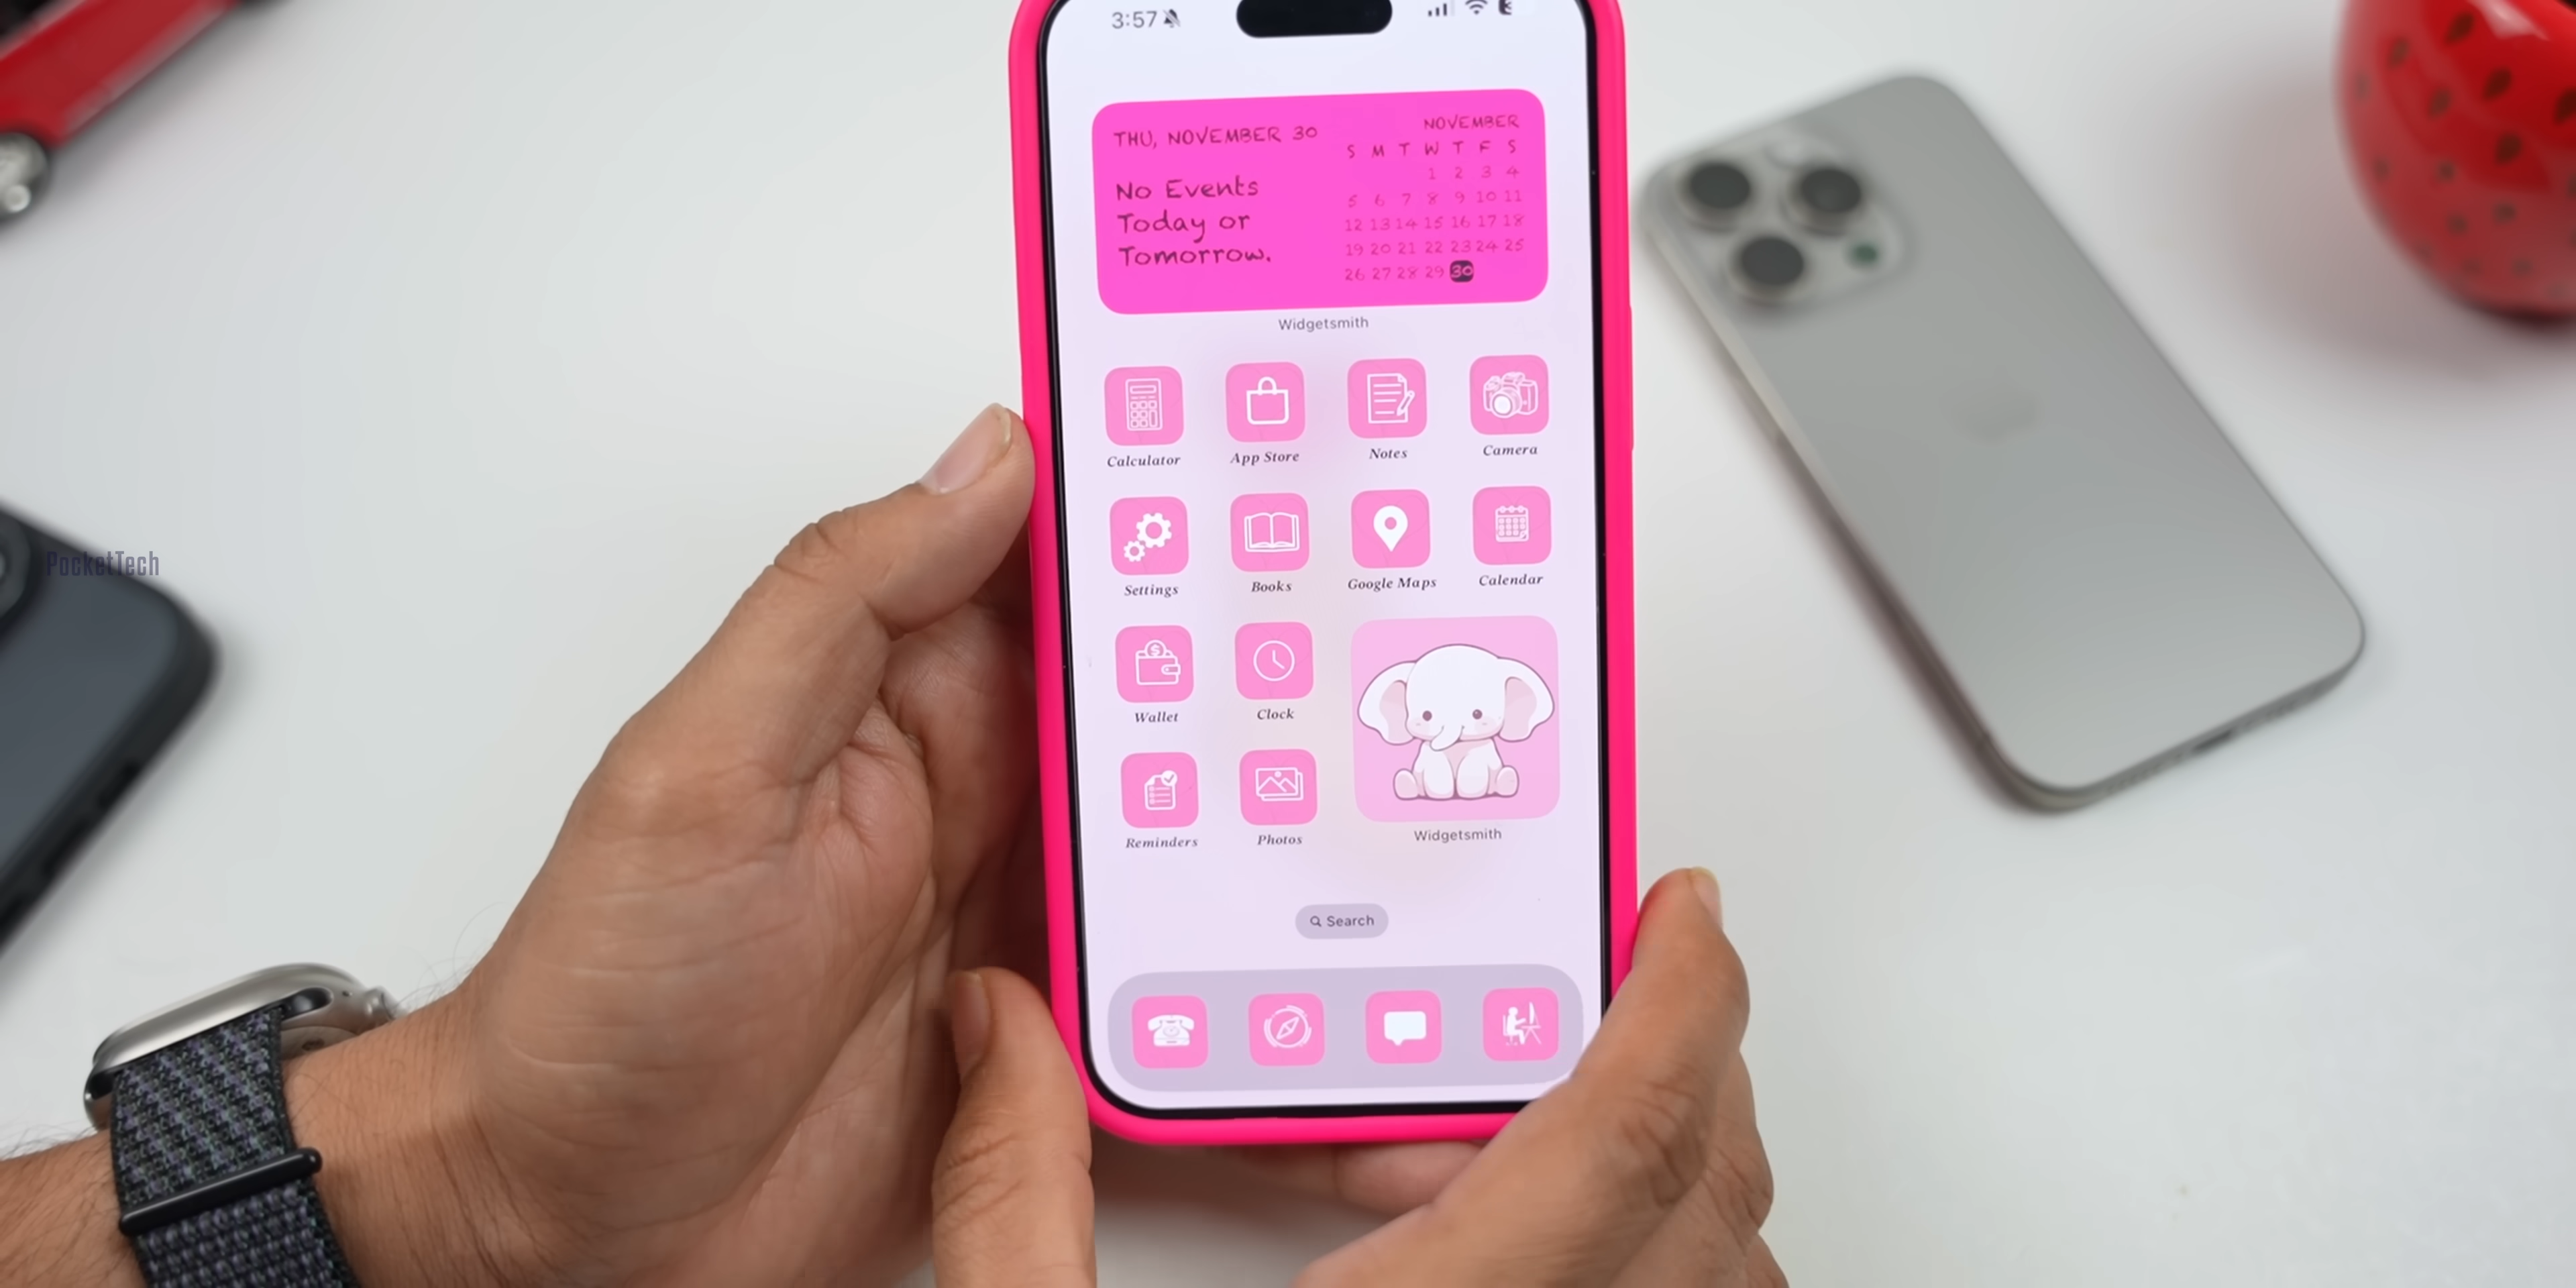 3:57
THU, NOVEMBER 30
No Events
Today or
Tomorrow.
NOVEMBER
S M T W T F S
1 2 3 4
5 6 7 8 9 10 11
12 13 14 15 16 17 18
19 20 21 22 23 24 25
26 27 28 29 30
Widgetsmith
Calculator App Store Notes Camera
Settings Books Google Maps Calendar
Wallet Clock
Reminders Photos Widgetsmith
Search
PocketTech